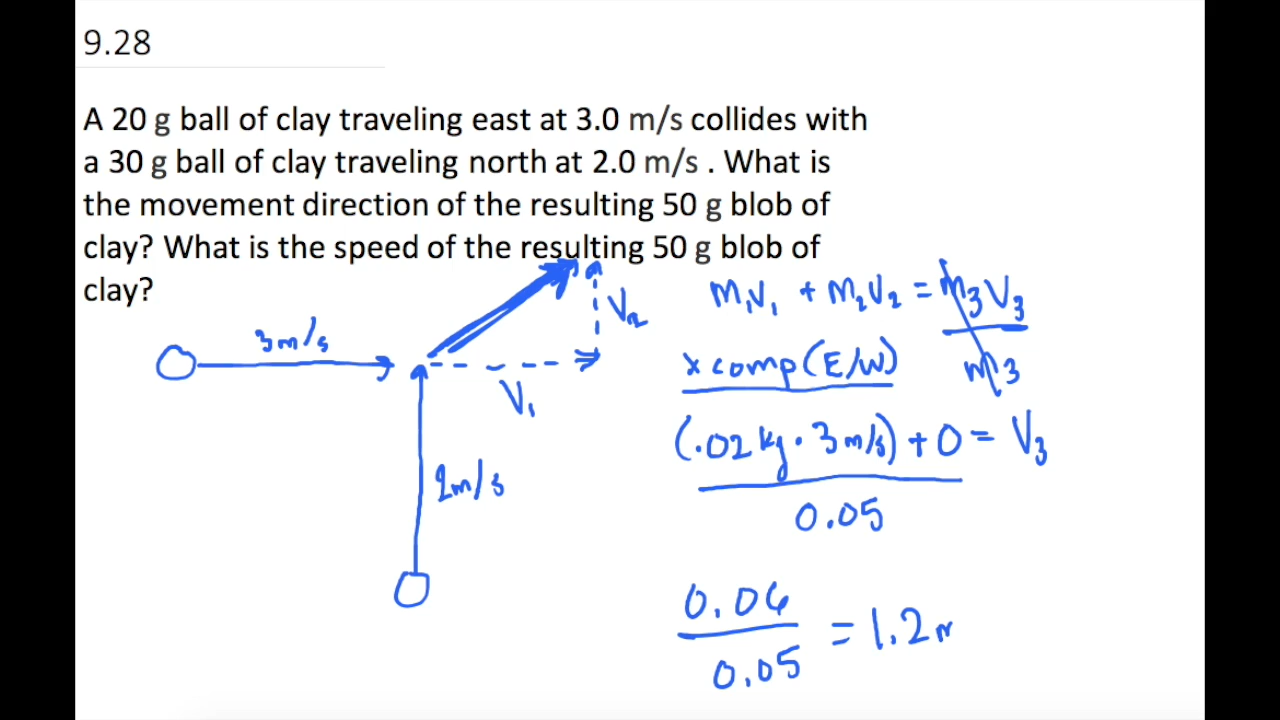 9.28
A 20 g ball of clay traveling east at 3.0 m/s collides with
a 30 g ball of clay traveling north at 2.0 m/s . What is
the movement direction of the resulting 50 g blob of
clay? What is the speed of the resulting 50 g blob of
clay?
3m/s
V₂
V₁
2m/s
m₁v₁ + m₂v₂ = m₃v₃
m₃
x comp (E/W)
(.02 kg · 3 m/s) + 0 = V₃
0.05
0.06
= 1.2 m
0.05